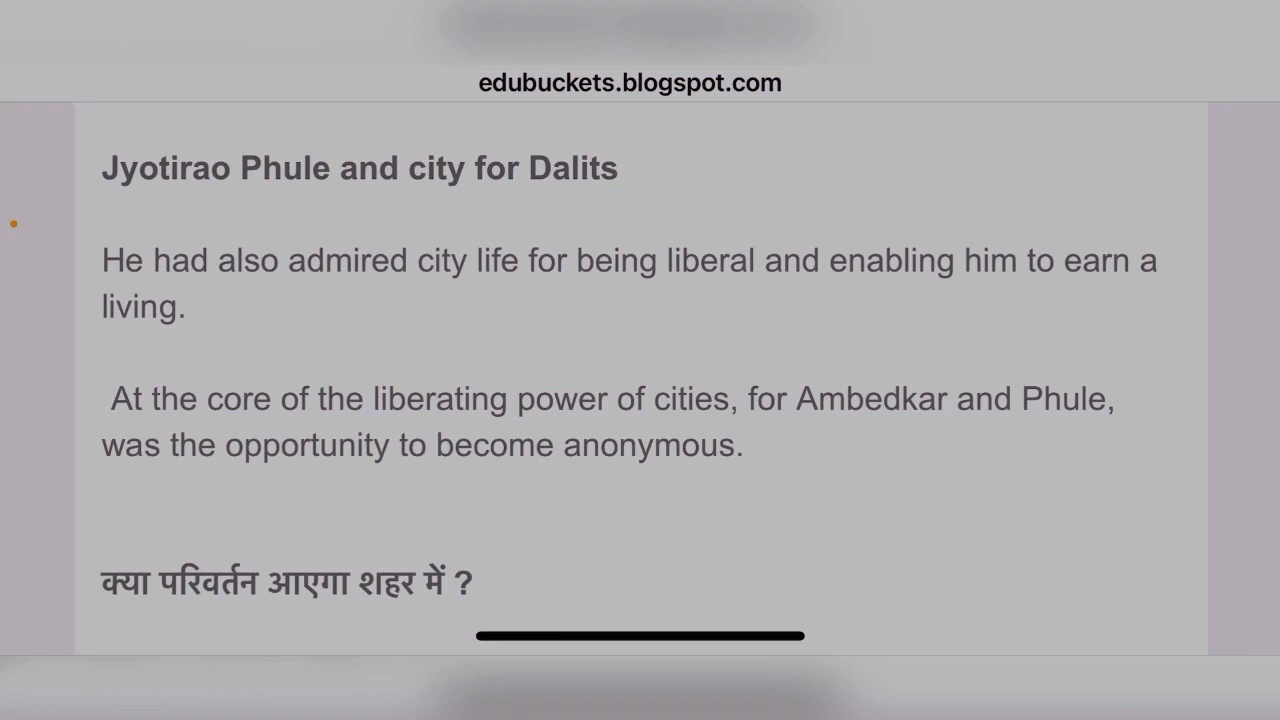 edubuckets.blogspot.com
Jyotirao Phule and city for Dalits
He had also admired city life for being liberal and enabling him to earn a
living.
At the core of the liberating power of cities, for Ambedkar and Phule,
was the opportunity to become anonymous.
क्या परिवर्तन आएगा शहर में ?